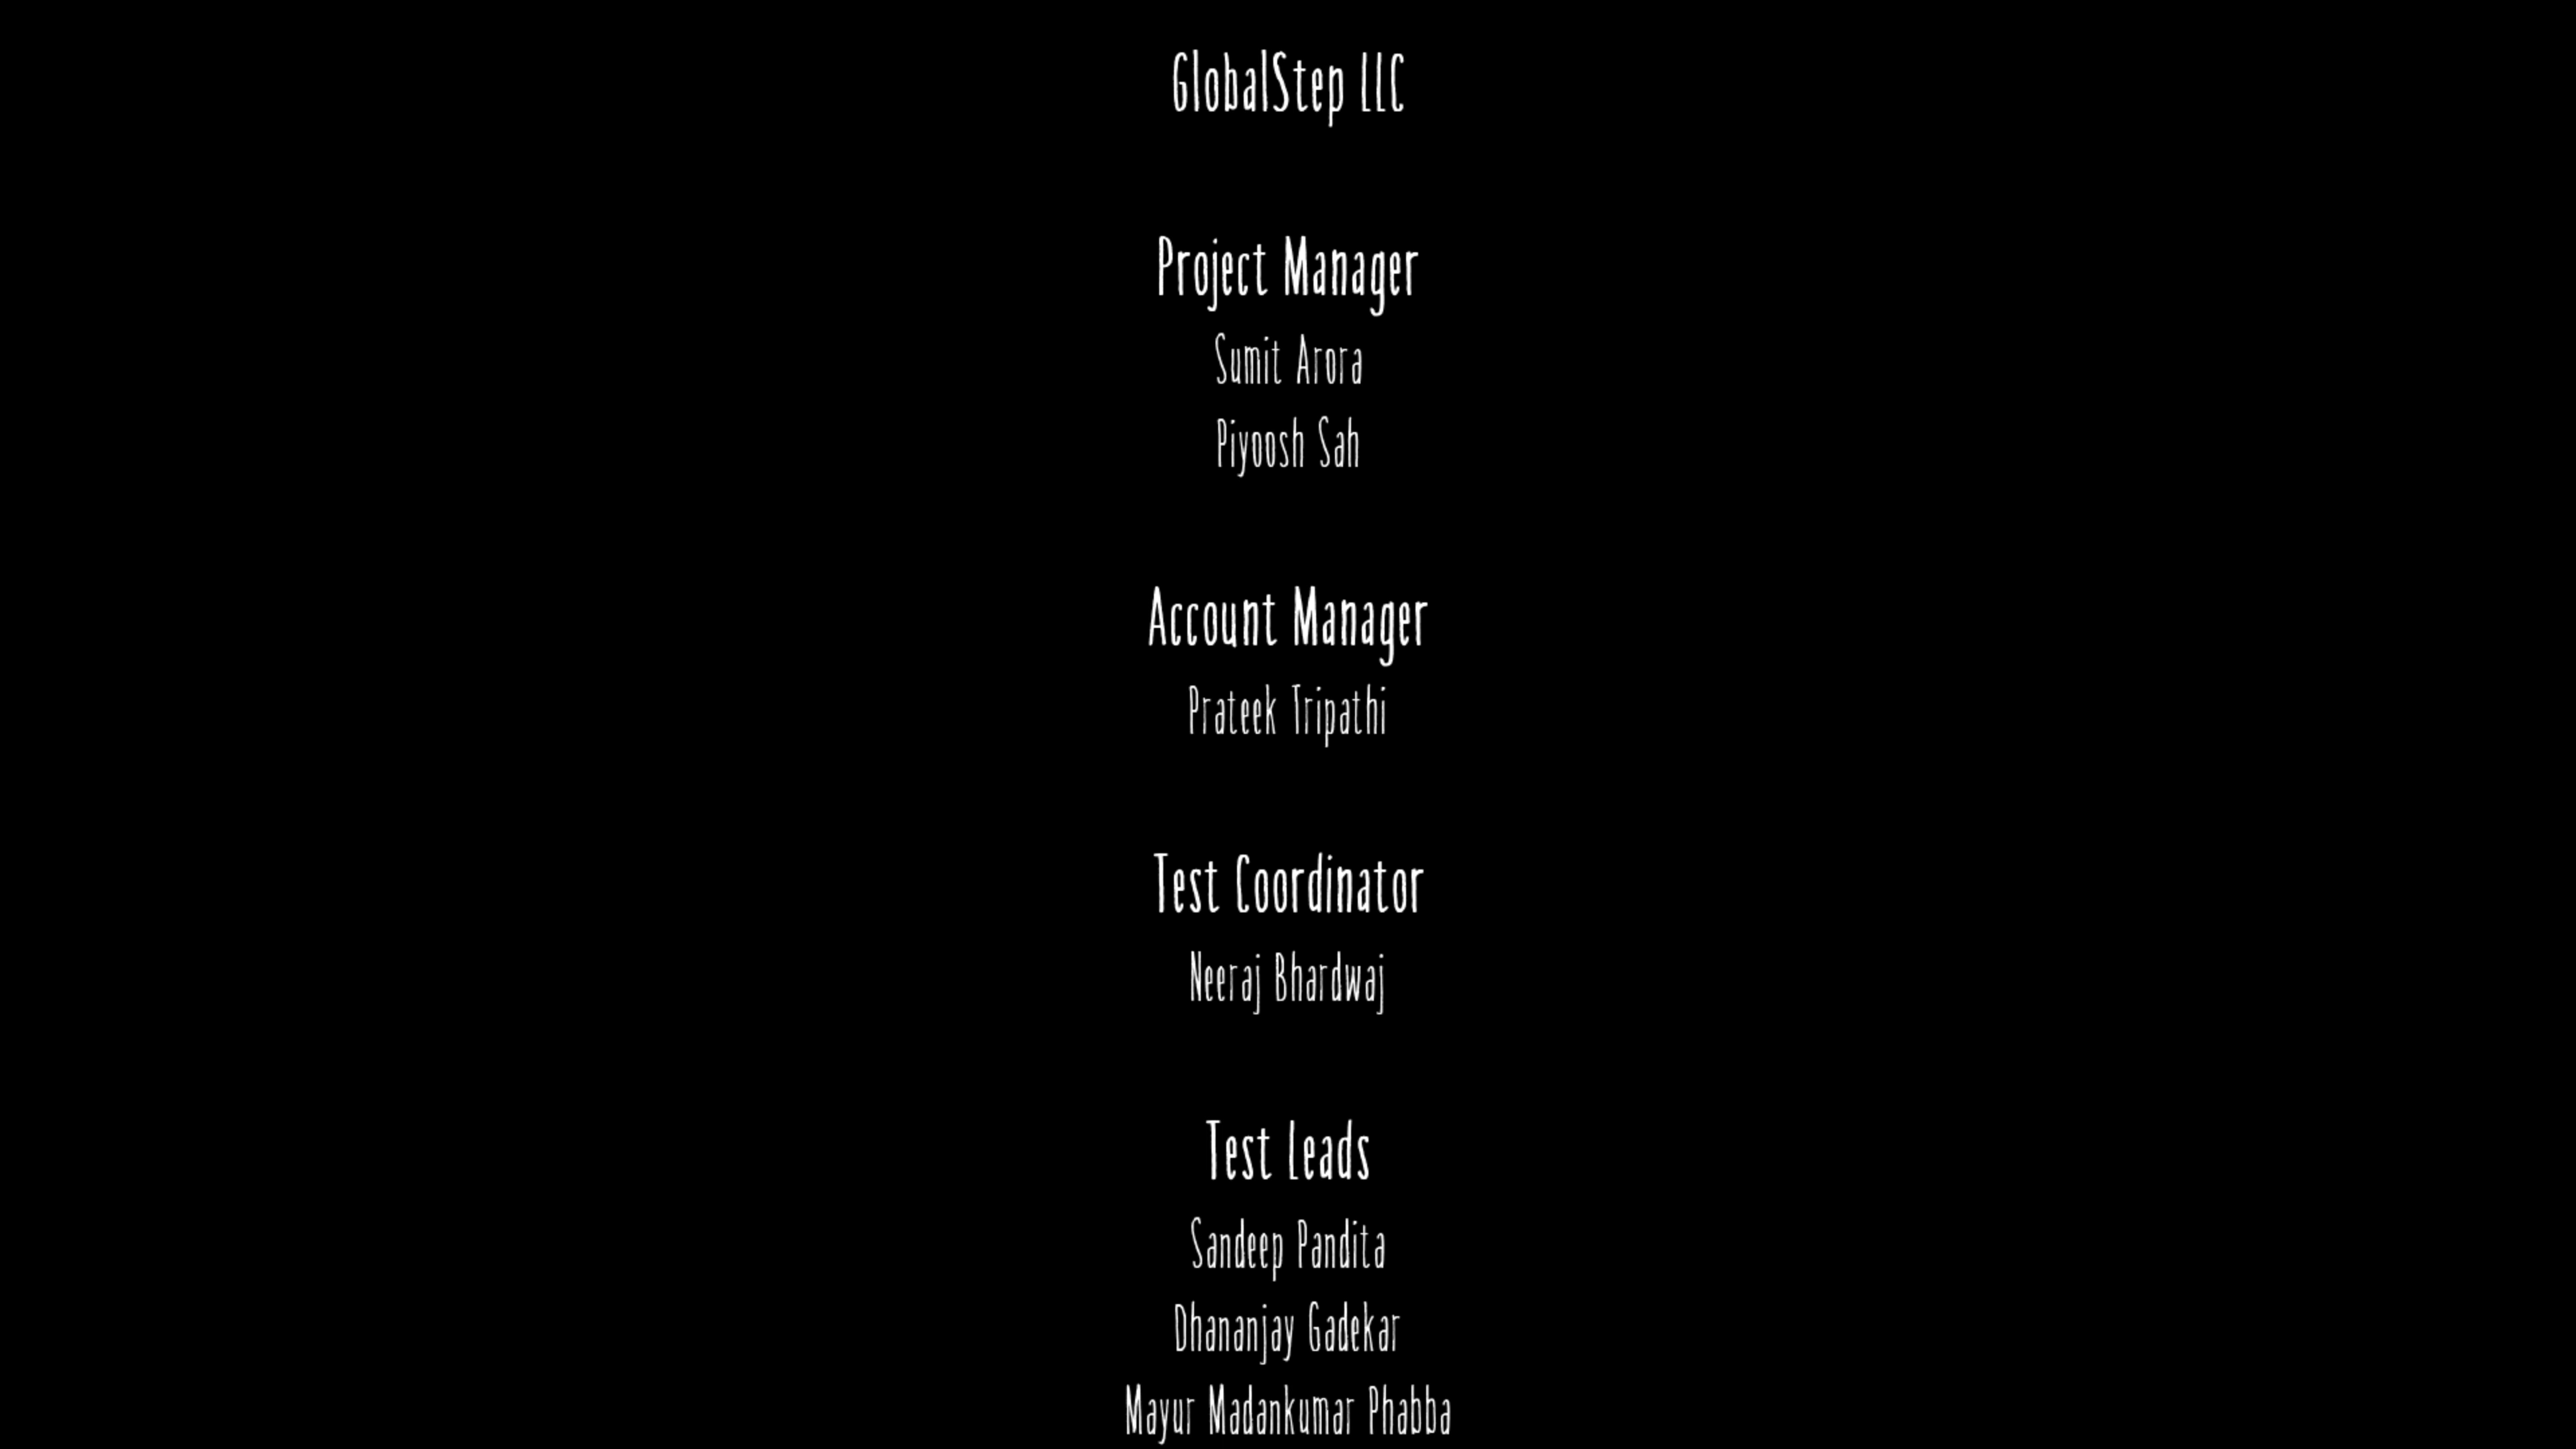 GlobalStep LLC
Project Manager
Sumit Arora
Piyoosh Sah
Account Manager
Prateek Tripathi
Test Coordinator
Neeraj Bhardwaj
Test Leads
Sandeep Pandita
Dhananjay Gadekar
Mayur Madankumar Phabba